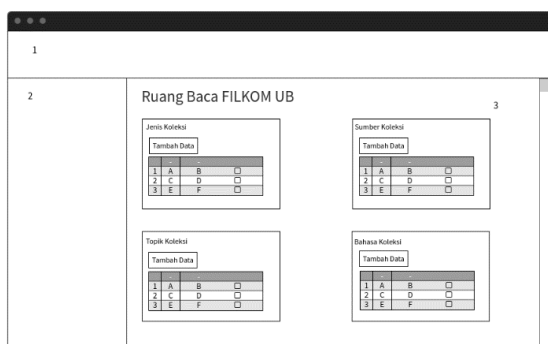 1
2
Ruang Baca FILKOM UB
3
Jenis Koleksi
Tambah Data
- -
1 A B
2 C D
3 E F
Sumber Koleksi
Tambah Data
- -
1 A B
2 C D
3 E F
Topik Koleksi
Tambah Data
- -
1 A B
2 C D
3 E F
Bahasa Koleksi
Tambah Data
- -
1 A B
2 C D
3 E F